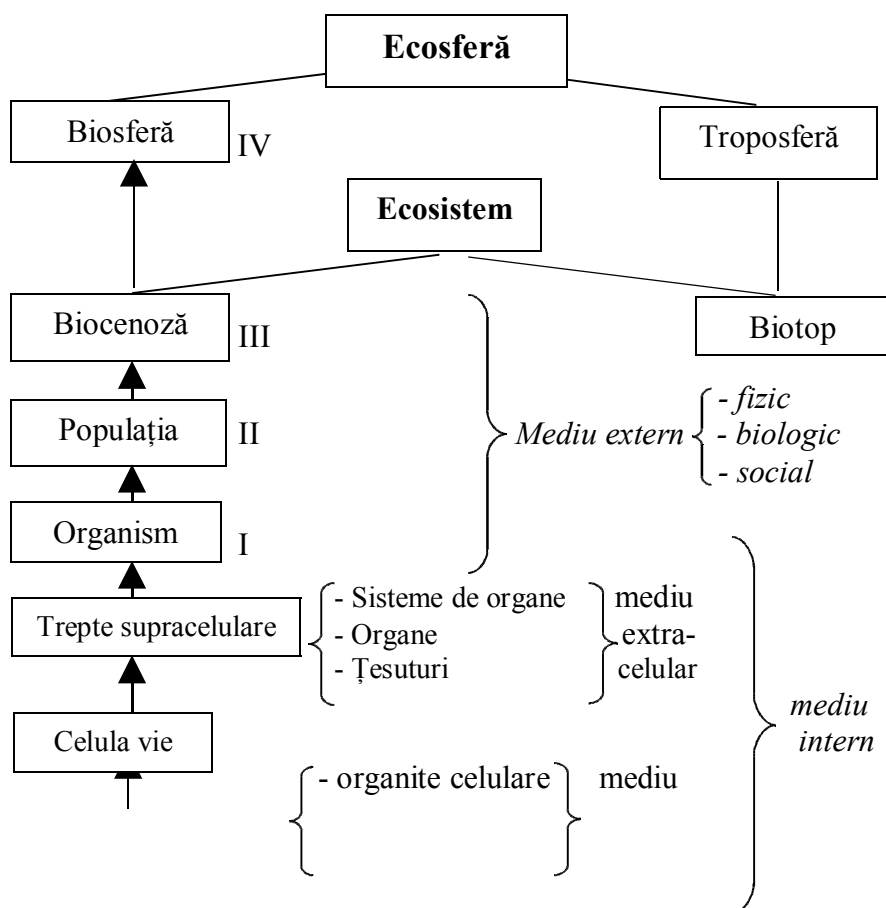 Ecosferă
Biosferă
IV
Troposferă
Ecosistem
Biocenoză
III
Biotop
Populația
II
Mediu extern
- fizic
- biologic
- social
Organism
I
Trepte supracelulare
- Sisteme de organe
- Organe
- Țesuturi
mediu
extra-
celular
Celula vie
mediu
intern
- organite celulare
mediu